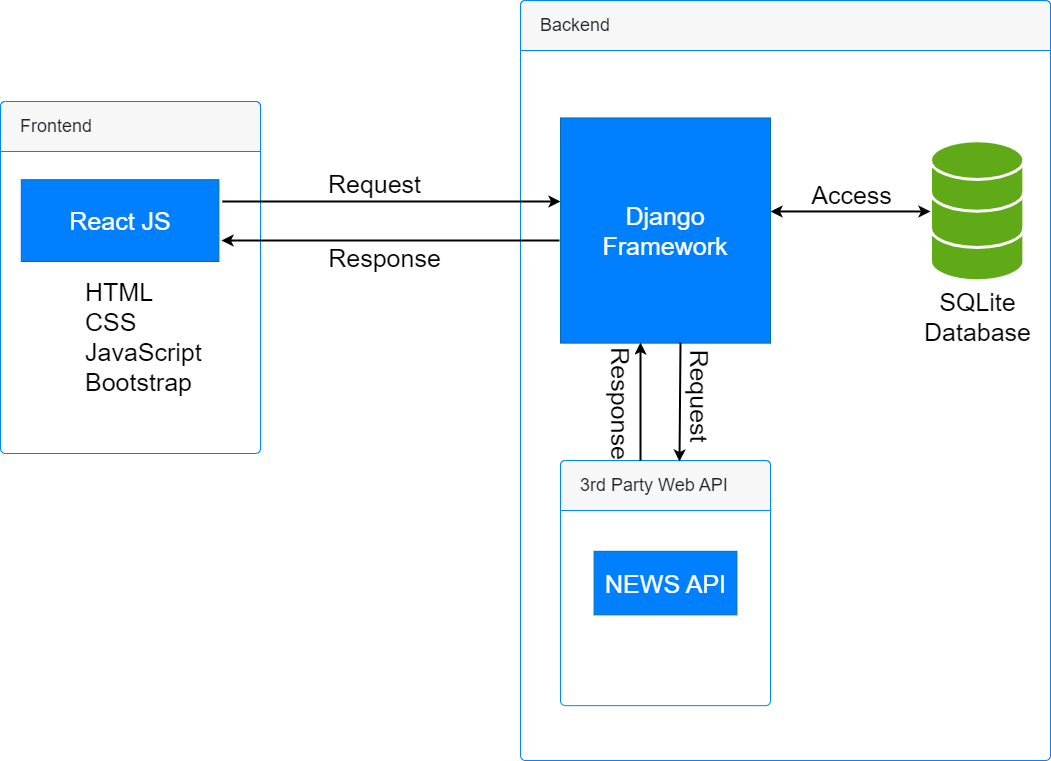 Backend
Frontend
React JS
HTML
CSS
JavaScript
Bootstrap
Request
Response
Django
Framework
Access
SQLite
Database
Response
Request
3rd Party Web API
NEWS API